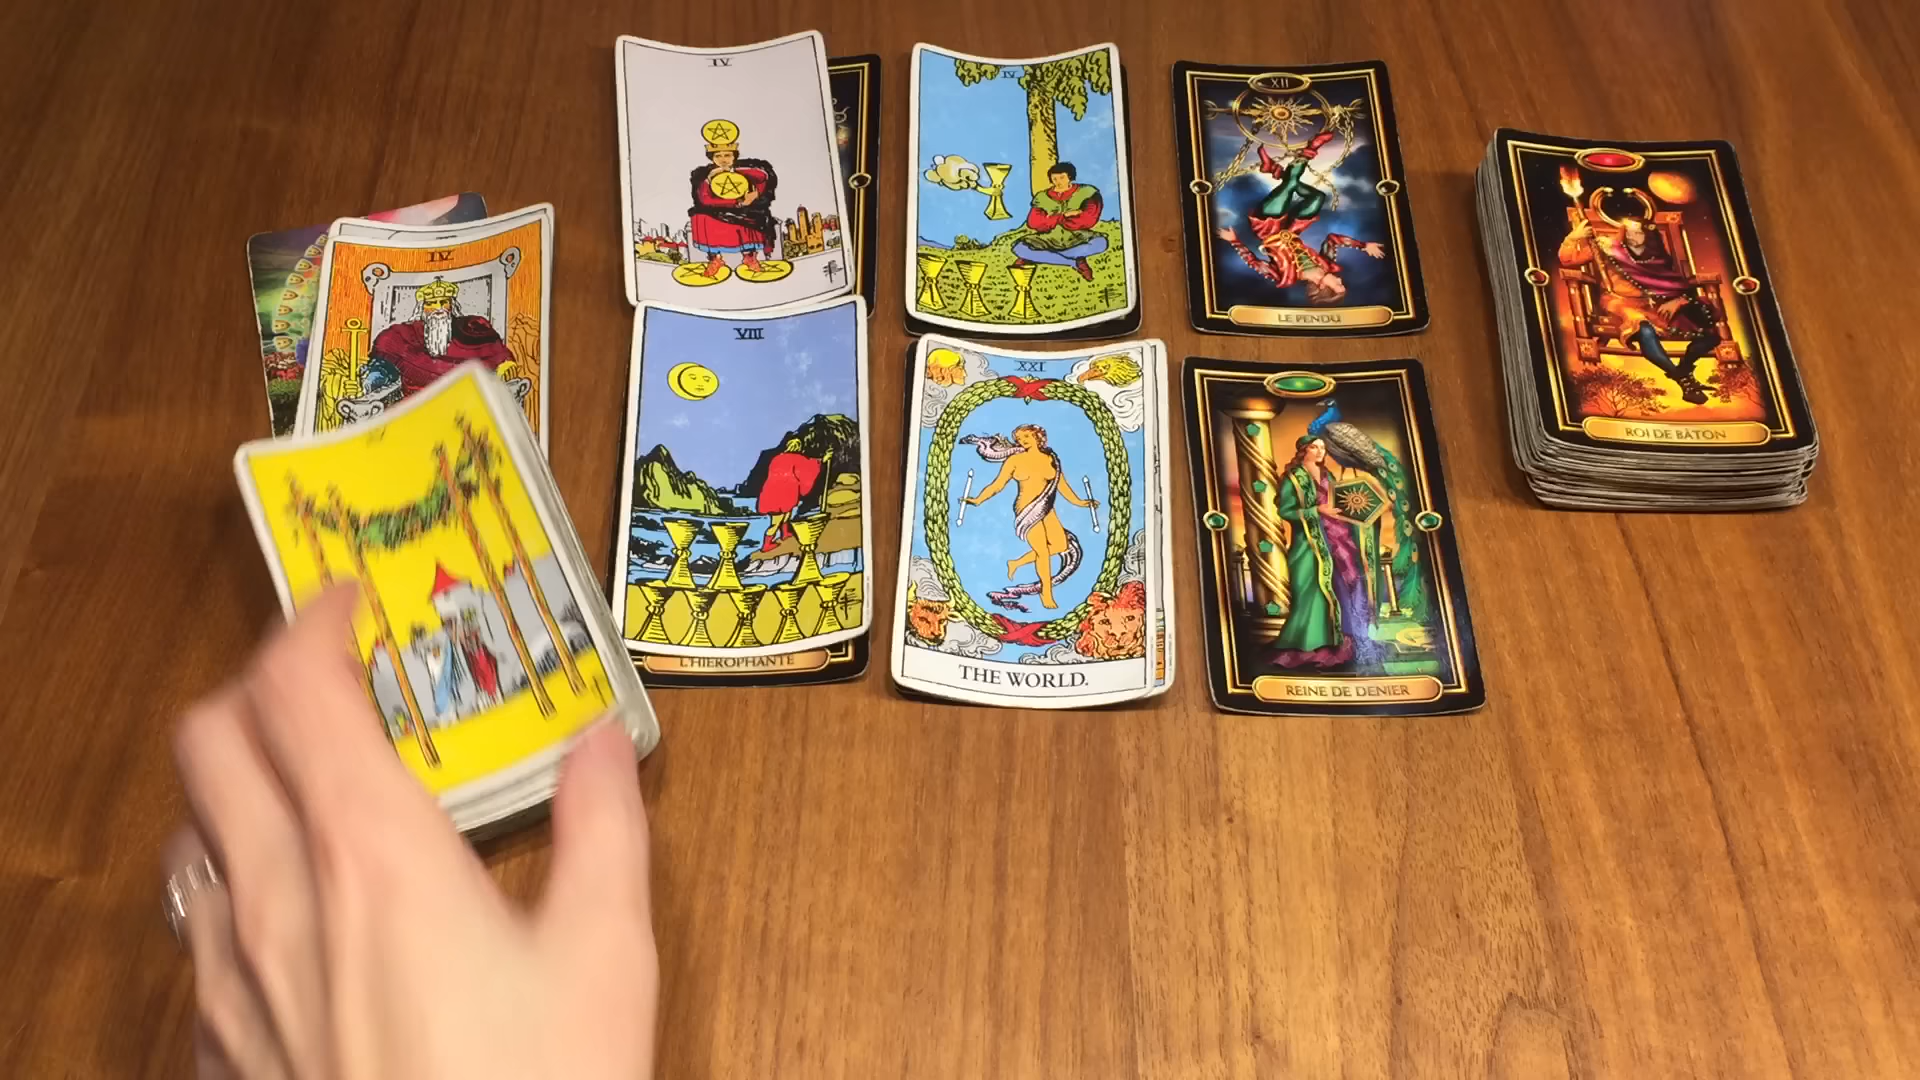 IV
IV
XII
LE PENDU
IV
VIII
XXI
ROI DE BÂTON
L'HIEROPHANTE
THE WORLD.
REINE DE DENIER